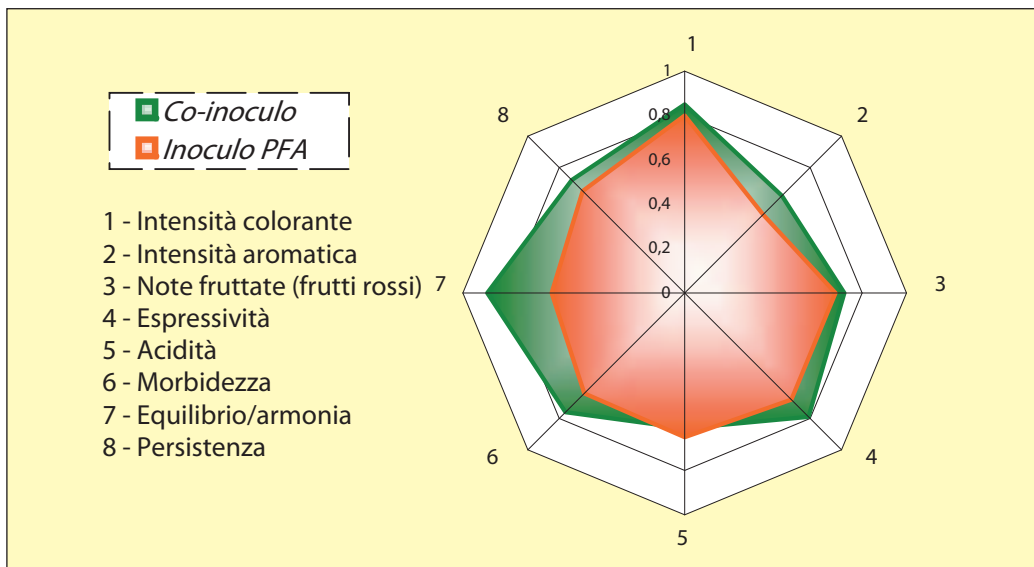 Co-inoculo
Inoculo PFA
1 - Intensità colorante
2 - Intensità aromatica
3 - Note fruttate (frutti rossi)
4 - Espressività
5 - Acidità
6 - Morbidezza
7 - Equilibrio/armonia
8 - Persistenza
1
2
3
4
5
6
7
8
1
0,8
0,6
0,4
0,2
0